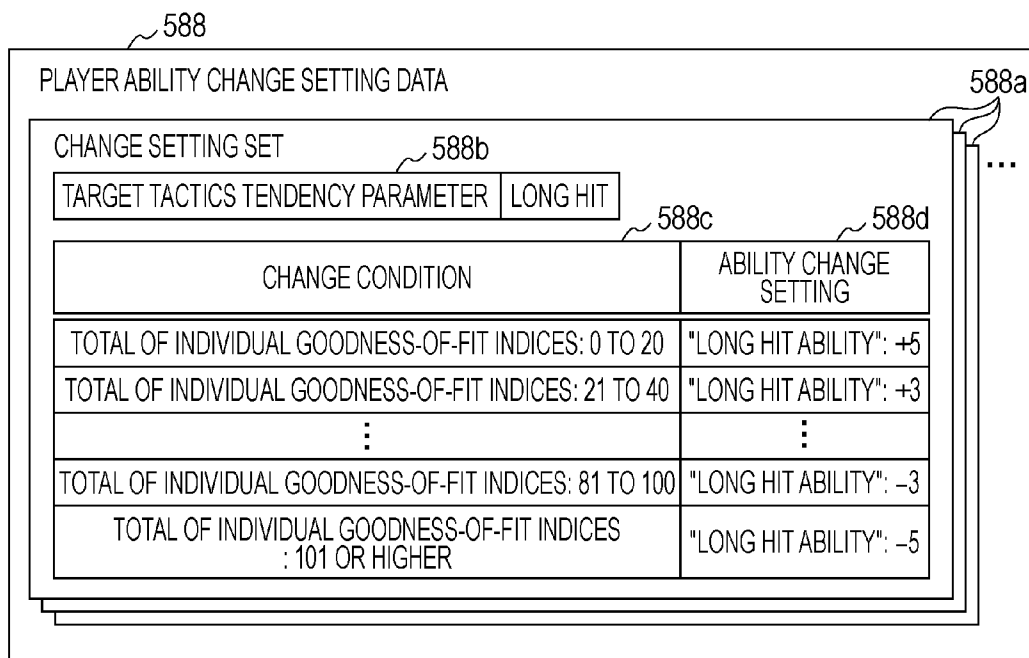 588
PLAYER ABILITY CHANGE SETTING DATA
588a
CHANGE SETTING SET
588b
...
TARGET TACTICS TENDENCY PARAMETER LONG HIT
588c
588d
CHANGE CONDITION
ABILITY CHANGE
SETTING
TOTAL OF INDIVIDUAL GOODNESS-OF-FIT INDICES: 0 TO 20 "LONG HIT ABILITY": +5
TOTAL OF INDIVIDUAL GOODNESS-OF-FIT INDICES: 21 TO 40 "LONG HIT ABILITY": +3
⋮ ⋮
TOTAL OF INDIVIDUAL GOODNESS-OF-FIT INDICES: 81 TO 100 "LONG HIT ABILITY": −3
TOTAL OF INDIVIDUAL GOODNESS-OF-FIT INDICES
: 101 OR HIGHER
"LONG HIT ABILITY": −5